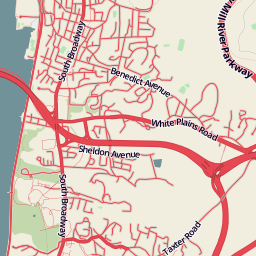 South Broadway
Benedict Avenue
Mill River Parkway
White Plains Road
Sheldon Avenue
South Broadway
Taxter Road